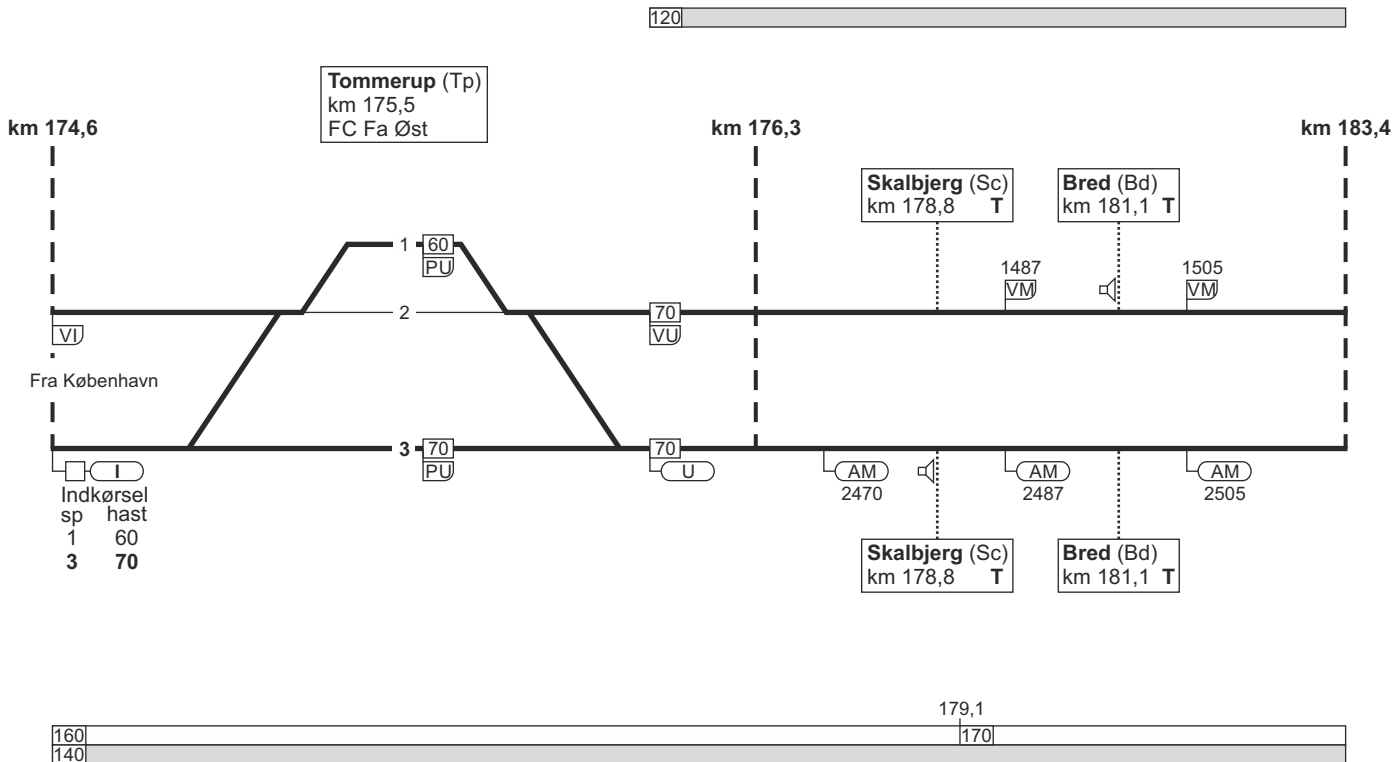 120
Tommerup (Tp)
km 175,5
FC Fa Øst
km 174,6
km 176,3
km 183,4
Skalbjerg (Sc)
km 178,8 T
Bred (Bd)
km 181,1 T
1 60
PU
1487
VM
1505
VM
2
70
VU
VI
Fra København
3 70
PU
70
U
I
Indkørsel
sp hast
1 60
3 70
AM
2470
AM
2487
AM
2505
Skalbjerg (Sc)
km 178,8 T
Bred (Bd)
km 181,1 T
179,1
160
170
140